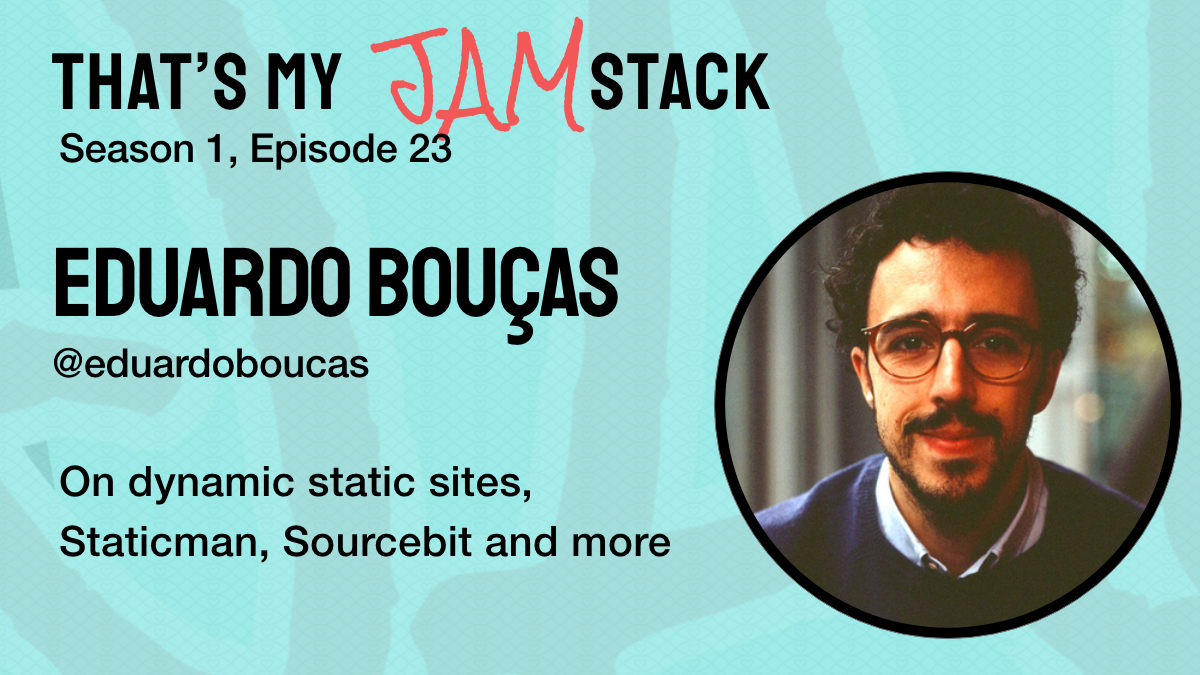 THAT'S MY JAMSTACK
Season 1, Episode 23
EDUARDO BOUÇAS
@eduardoboucas
On dynamic static sites,
Staticman, Sourcebit and more